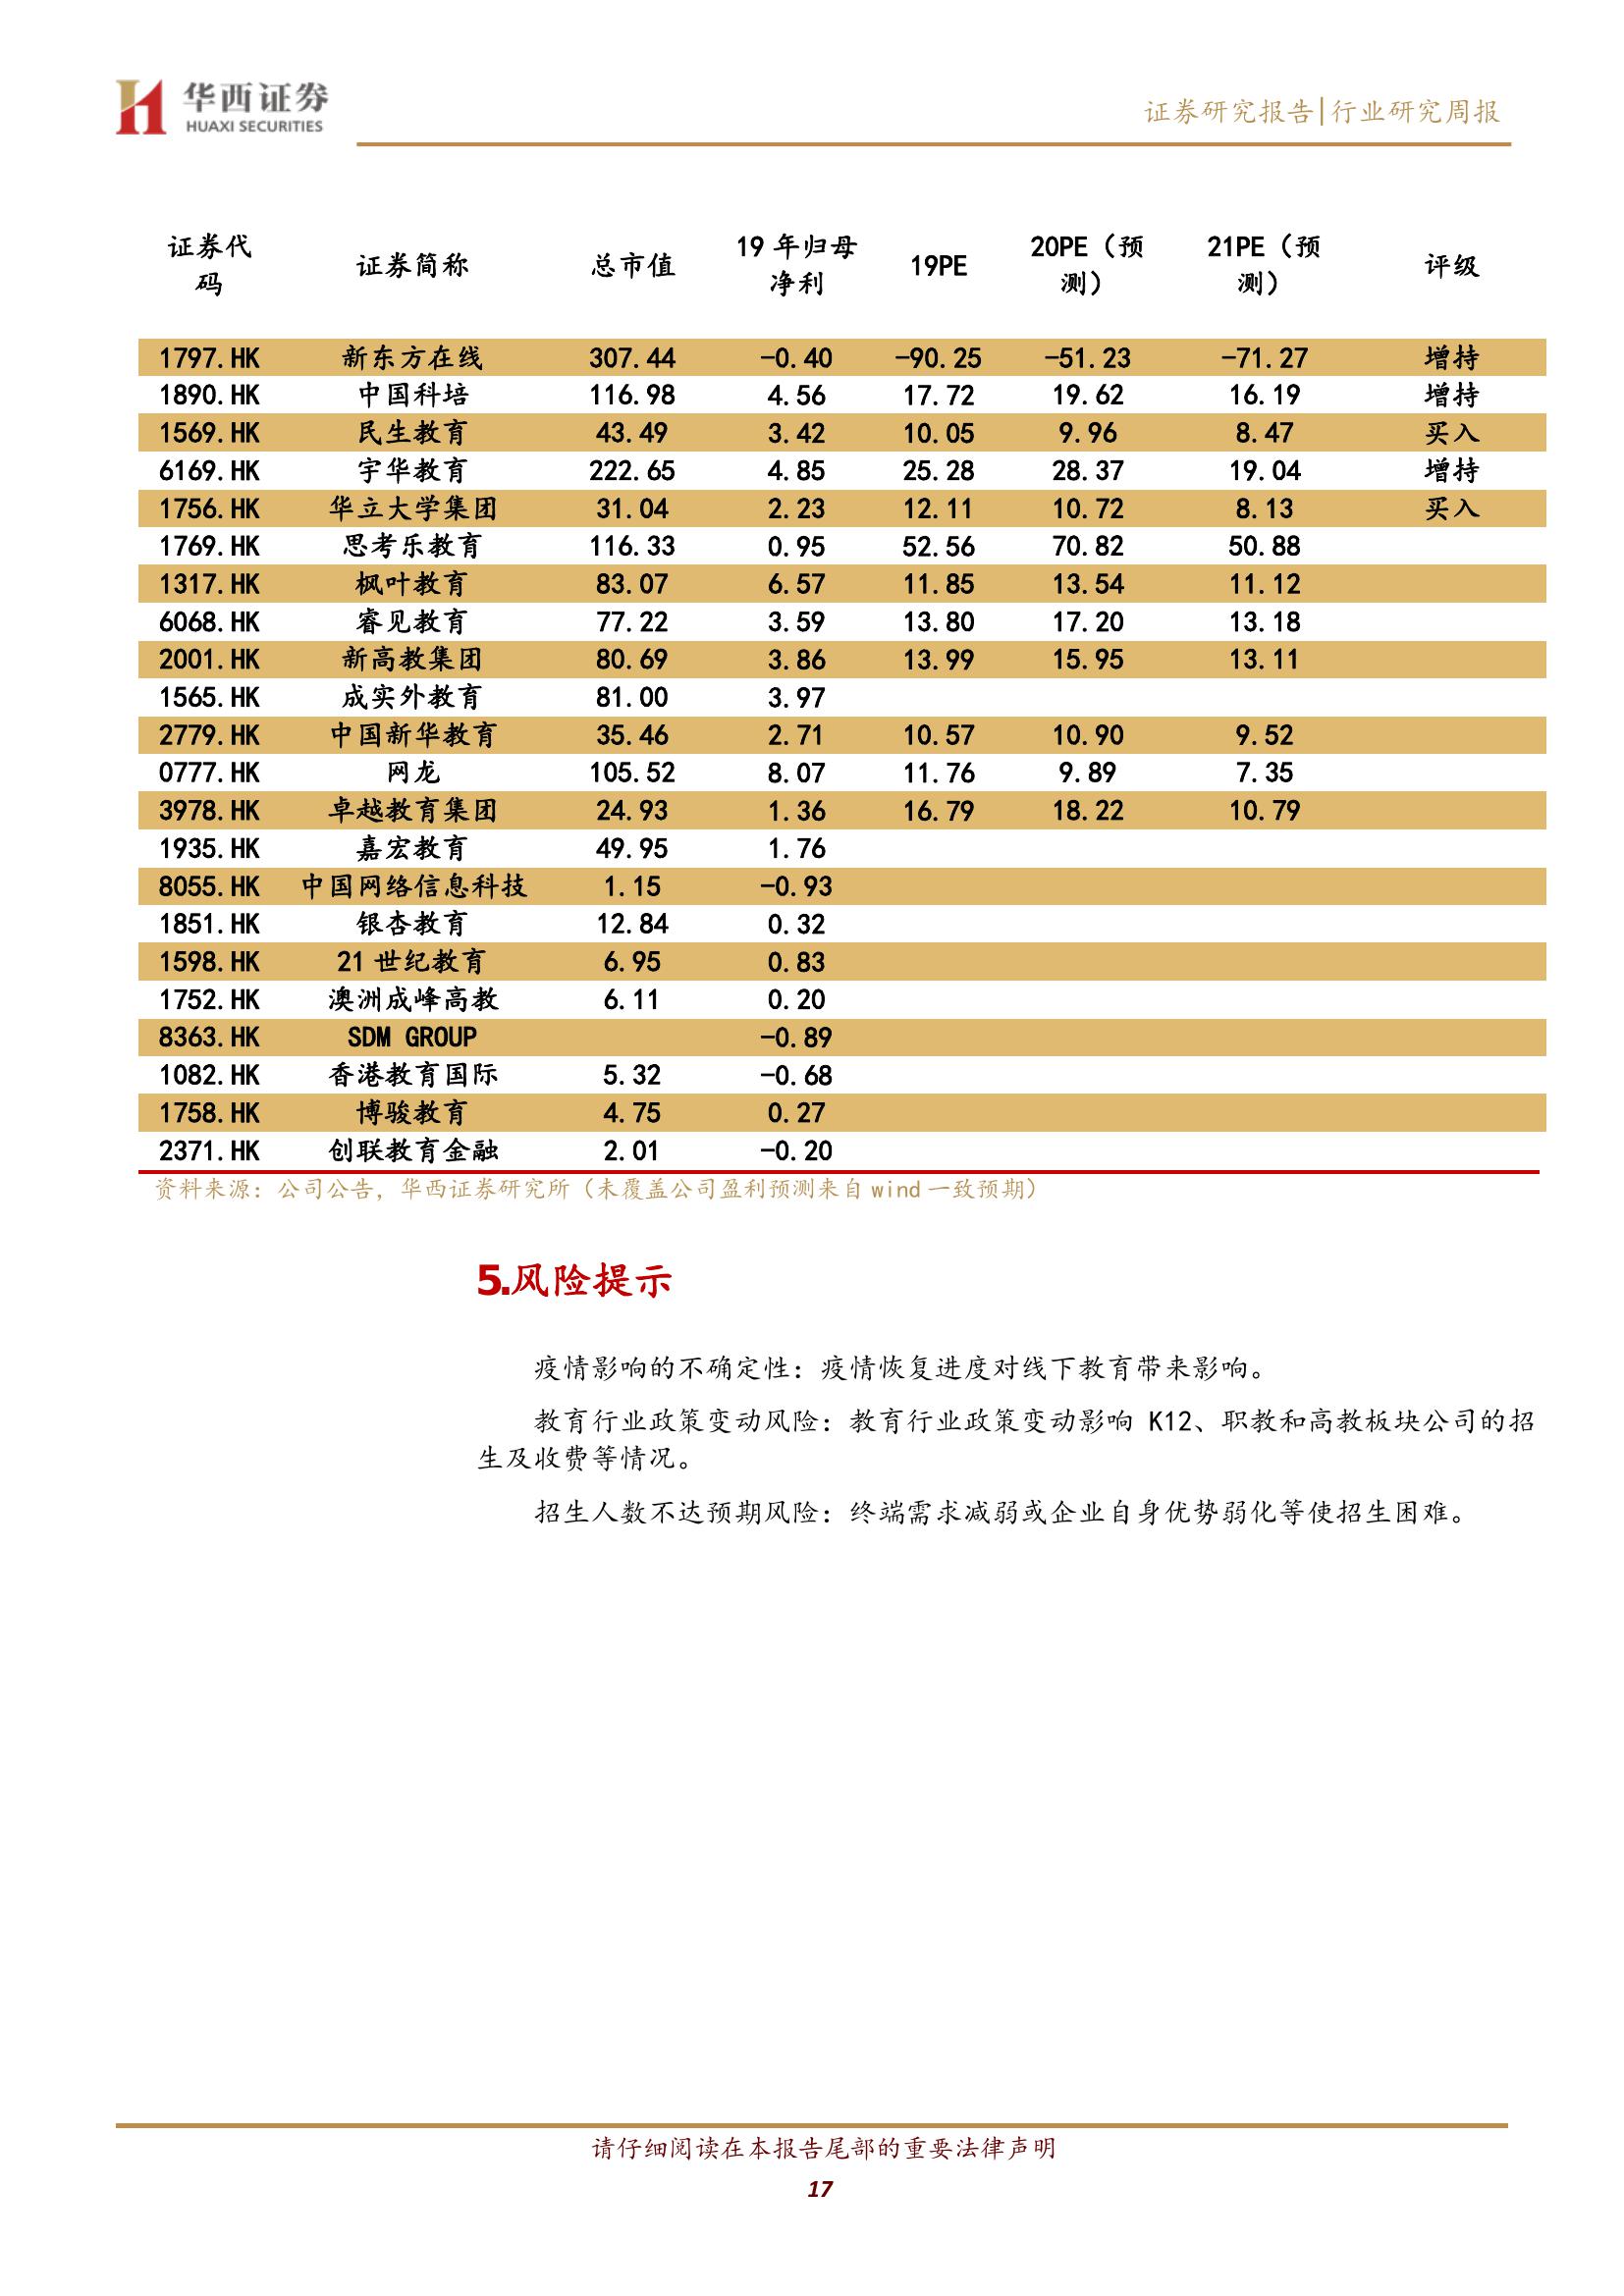 华西证券
HUAXI SECURITIES
证券研究报告|行业研究周报
证券代码 证券简称 总市值 19 年归母净利 19PE 20PE（预测） 21PE（预测） 评级
1797.HK 新东方在线 307.44 -0.40 -90.25 -51.23 -71.27 增持
1890.HK 中国科培 116.98 4.56 17.72 19.62 16.19 增持
1569.HK 民生教育 43.49 3.42 10.05 9.96 8.47 买入
6169.HK 宇华教育 222.65 4.85 25.28 28.37 19.04 增持
1756.HK 华立大学集团 31.04 2.23 12.11 10.72 8.13 买入
1769.HK 思考乐教育 116.33 0.95 52.56 70.82 50.88
1317.HK 枫叶教育 83.07 6.57 11.85 13.54 11.12
6068.HK 睿见教育 77.22 3.59 13.80 17.20 13.18
2001.HK 新高教集团 80.69 3.86 13.99 15.95 13.11
1565.HK 成实外教育 81.00 3.97
2779.HK 中国新华教育 35.46 2.71 10.57 10.90 9.52
0777.HK 网龙 105.52 8.07 11.76 9.89 7.35
3978.HK 卓越教育集团 24.93 1.36 16.79 18.22 10.79
1935.HK 嘉宏教育 49.95 1.76
8055.HK 中国网络信息科技 1.15 -0.93
1851.HK 银杏教育 12.84 0.32
1598.HK 21 世纪教育 6.95 0.83
1752.HK 澳洲成峰高教 6.11 0.20
8363.HK SDM GROUP -0.89
1082.HK 香港教育国际 5.32 -0.68
1758.HK 博骏教育 4.75 0.27
2371.HK 创联教育金融 2.01 -0.20
资料来源：公司公告，华西证券研究所（未覆盖公司盈利预测来自 wind 一致预期）
5.风险提示
疫情影响的不确定性：疫情恢复进度对线下教育带来影响。
教育行业政策变动风险：教育行业政策变动影响 K12、职教和高教板块公司的招
生及收费等情况。
招生人数不达预期风险：终端需求减弱或企业自身优势弱化等使招生困难。
请仔细阅读在本报告尾部的重要法律声明
17